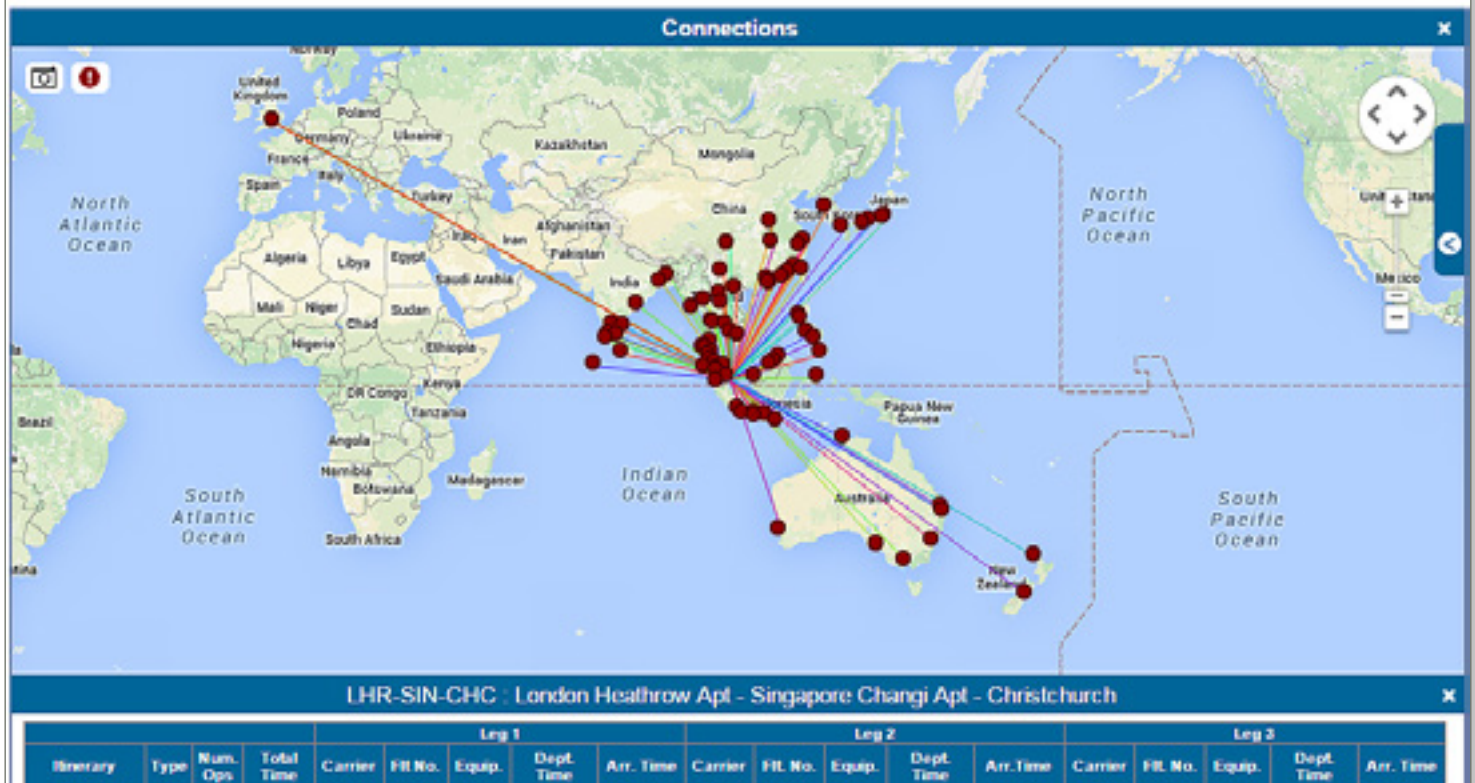 Connections
Norway
United
Kingdom
Poland
Germany
Ukraine
France
Kazakhstan
Mongolia
Italy
Spain
Turkey
North
Atlantic
Ocean
China
South Korea
Japan
North
Pacific
Ocean
Afghanistan
Iraq
Iran
Pakistan
Algeria
Libya
Egypt
Saudi Arabia
India
Mexico
Mali
Niger
Sudan
Chad
Nigeria
Ethiopia
Kenya
DR Congo
Tanzania
Papua New
Guinea
Brazil
Angola
Namibia
Botswana
Madagascar
Indian
Ocean
Australia
South
Atlantic
Ocean
South
Pacific
Ocean
South Africa
New
Zealand
LHR-SIN-CHC : London Heathrow Apt - Singapore Changi Apt - Christchurch
Leg 1 Leg 2 Leg 3
Itinerary Type Num. Ops Total Time Carrier Flt No. Equip. Dept. Time Arr. Time Carrier Flt. No. Equip. Dept. Time Arr.Time Carrier Flt. No. Equip. Dept. Time Arr. Time